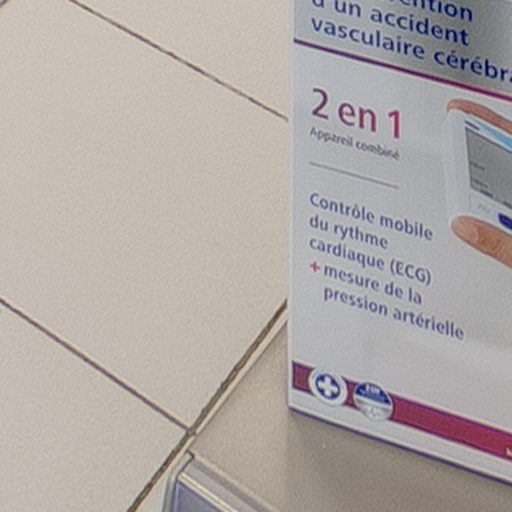 d'un accident
vasculaire
2 en 1
Appareil combiné
Contrôle mobile
du rythme
cardiaque (ECG)
+ mesure de la
pression artérielle